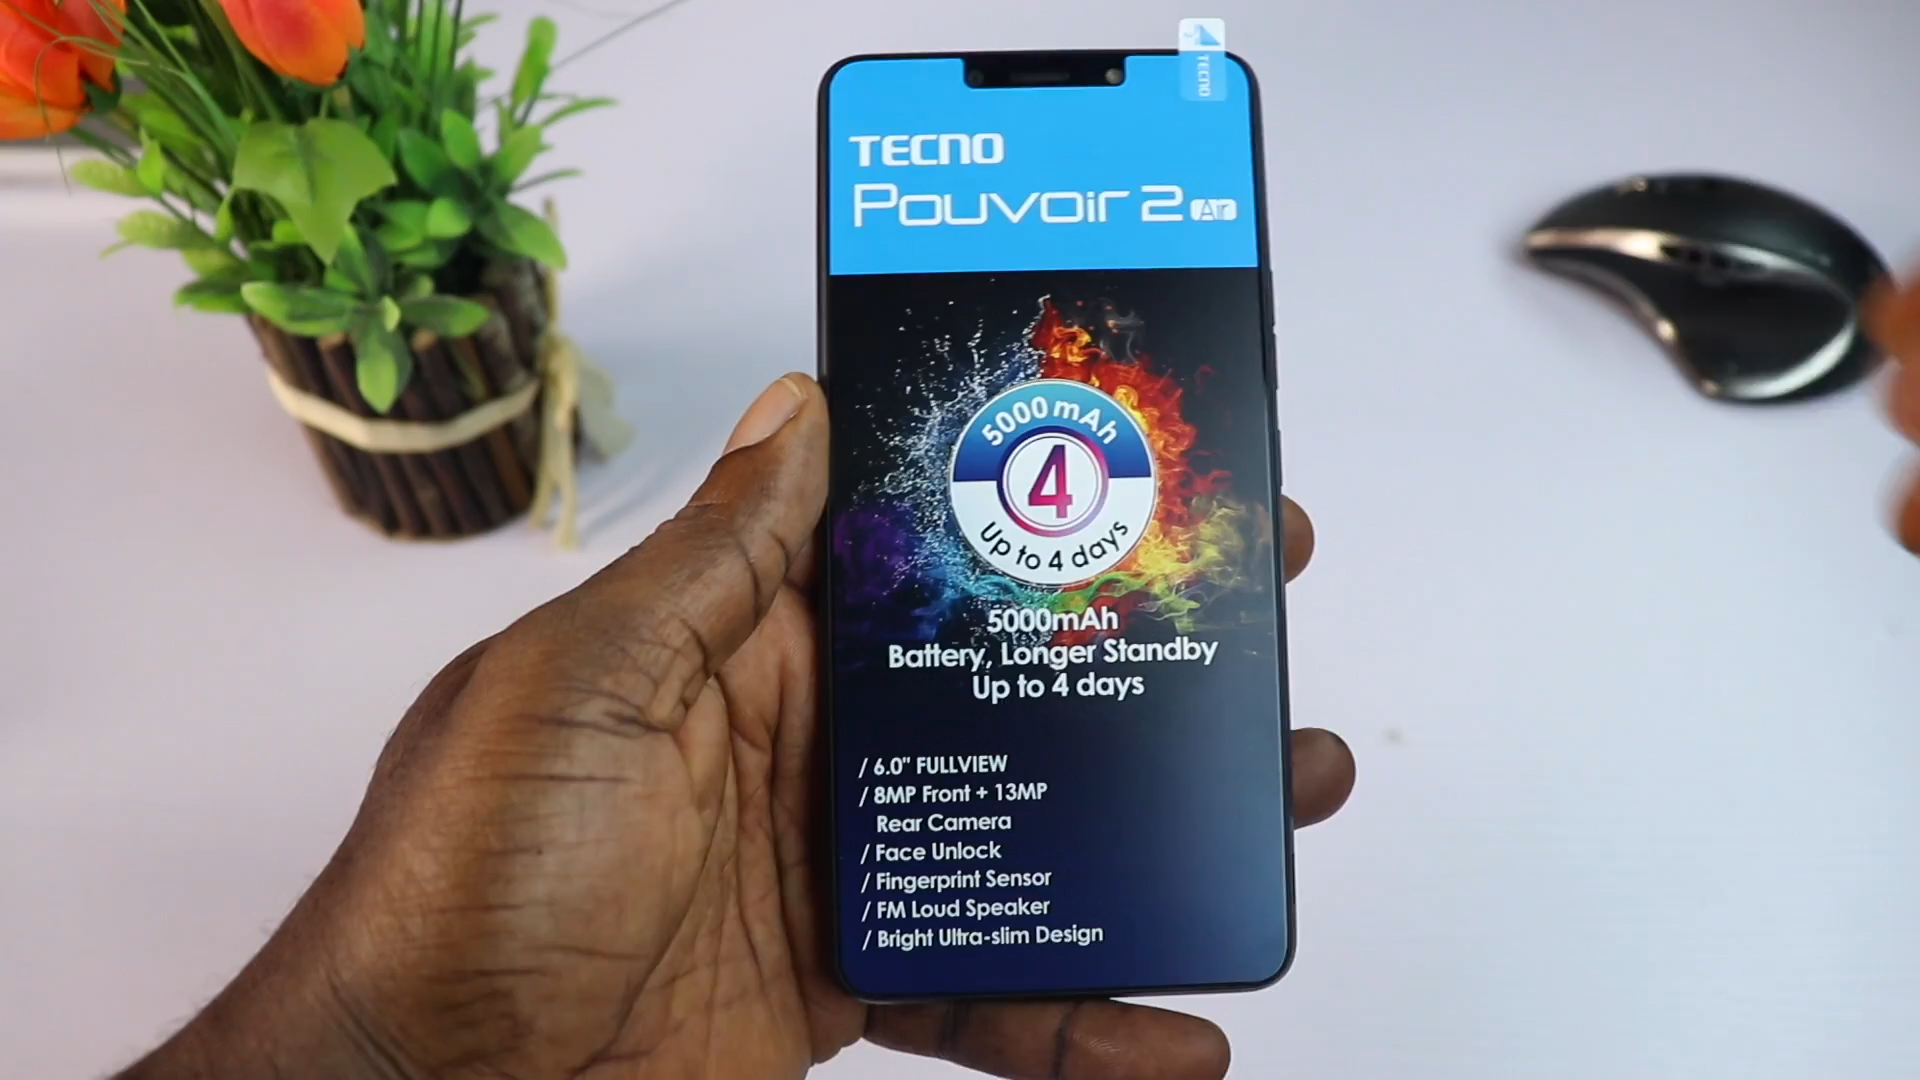 TECNO
TECNO
Pouvoir 2 Air
5000mAh
4
Up to 4 days
5000mAh
Battery, Longer Standby
Up to 4 days
/ 6.0" FULLVIEW
/ 8MP Front + 13MP
Rear Camera
/ Face Unlock
/ Fingerprint Sensor
/ FM Loud Speaker
/ Bright Ultra-slim Design